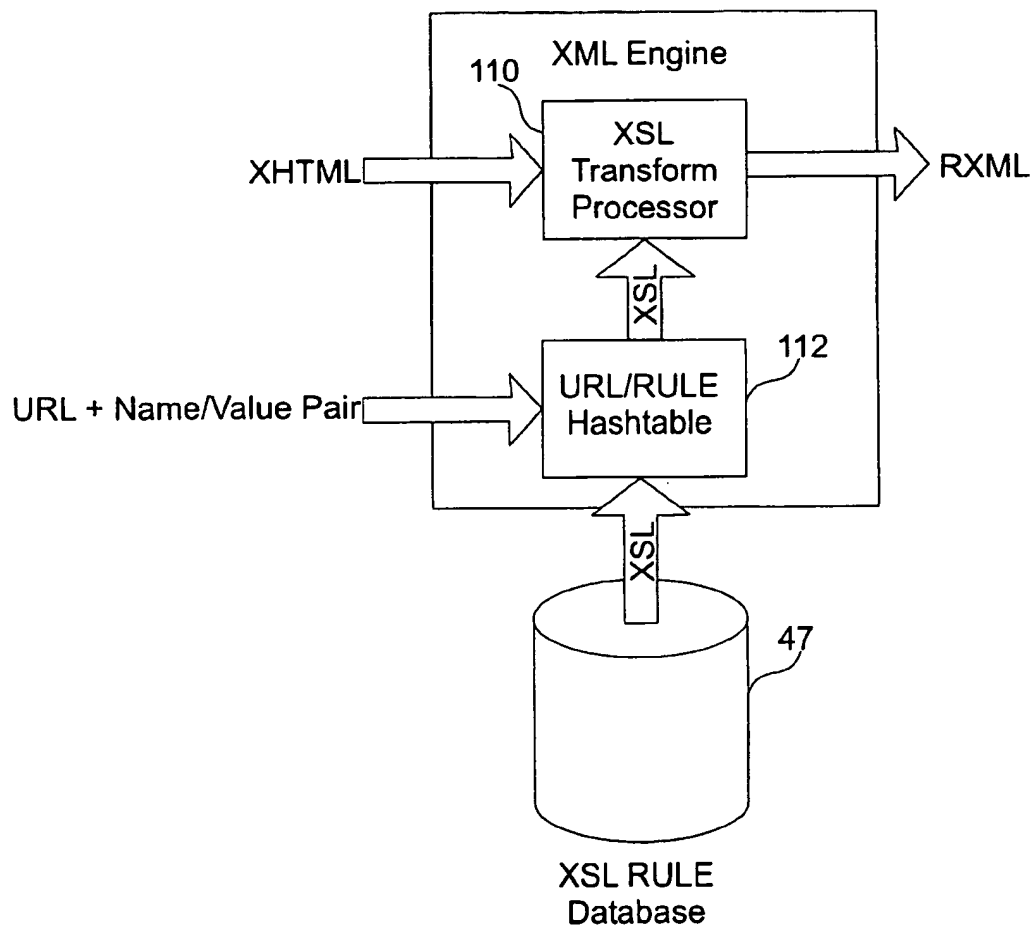 XML Engine
110
XSL
Transform
Processor
XHTML
RXML
XSL
112
URL/RULE
Hashtable
URL + Name/Value Pair
XSL
47
XSL RULE
Database